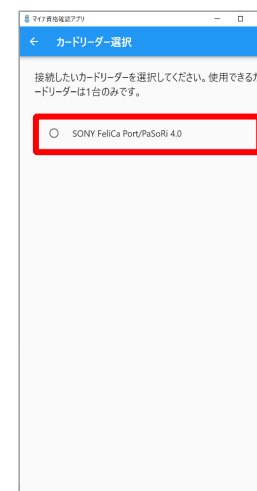 マイナ資格確認アプリ
カードリーダー選択
接続したいカードリーダーを選択してください。使用できるカ
ードリーダーは1台のみです。
SONY FeliCa Port/PaSoRi 4.0